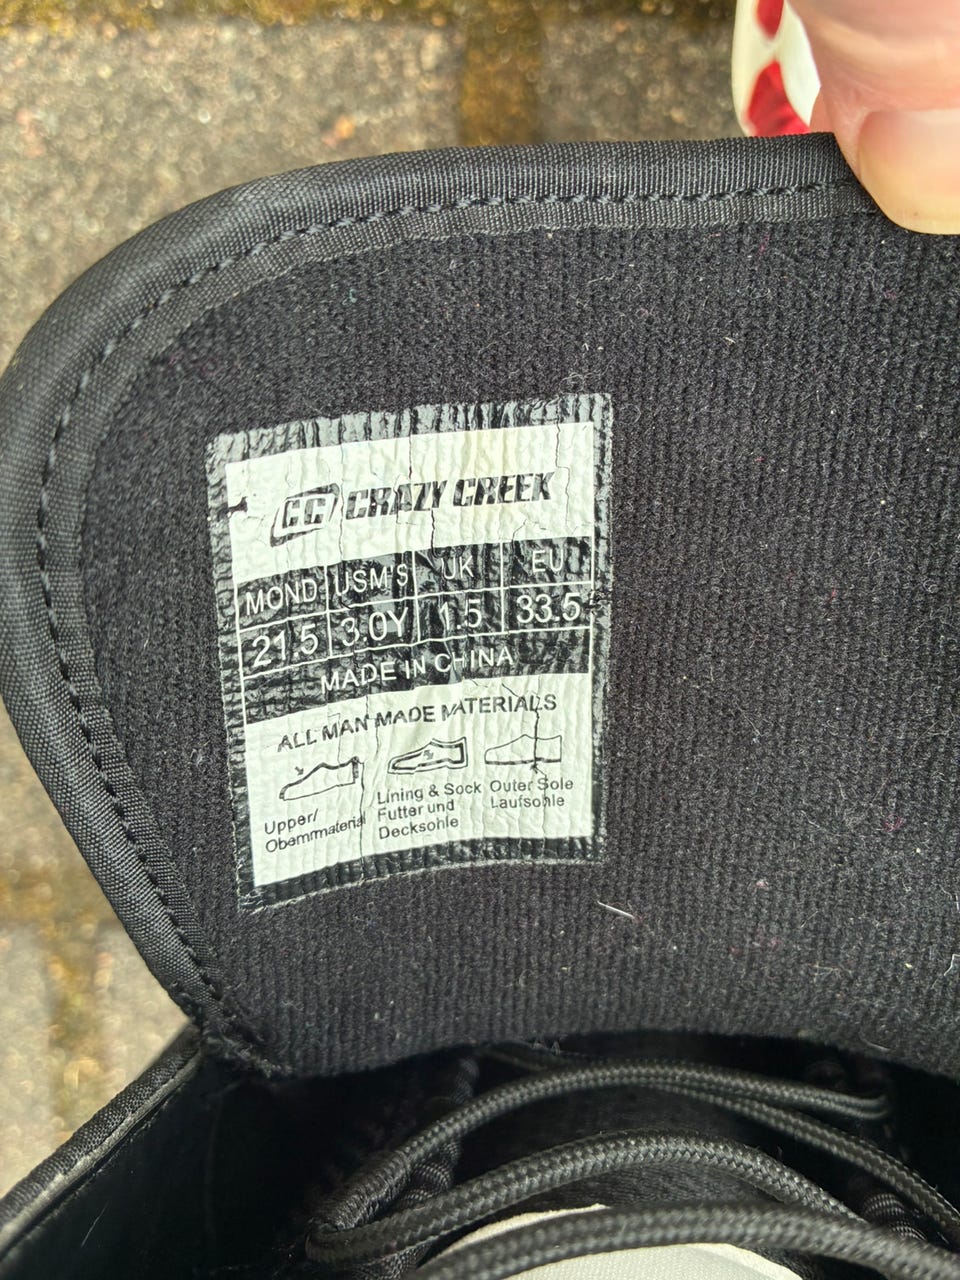 CC CRAZY CREEK
MOND USM'S UK EU
21.5 3.0Y 1.5 33.5
MADE IN CHINA
ALL MAN MADE MATERIALS
Upper/ Lining & Sock Outer Sole
Obermmaterial Futter und Laufsohle
Decksohle